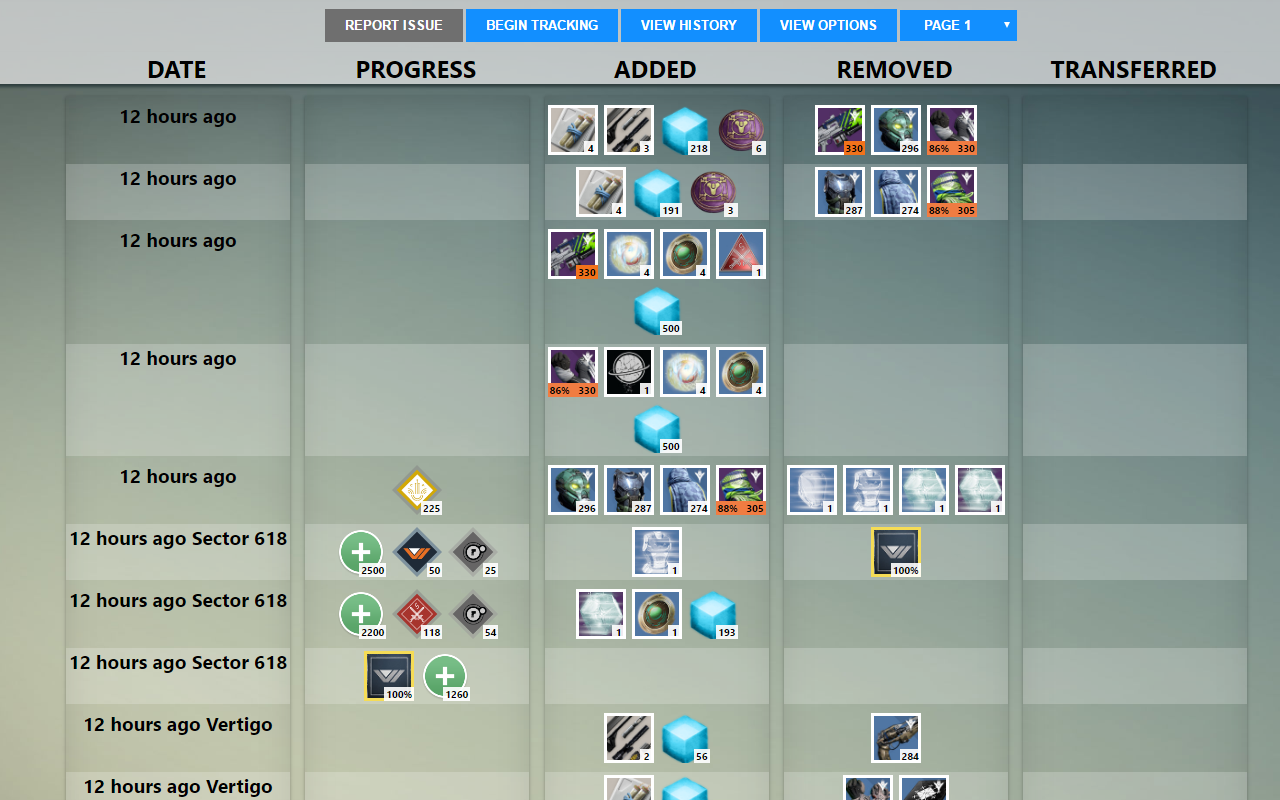 REPORT ISSUE BEGIN TRACKING VIEW HISTORY VIEW OPTIONS PAGE 1
DATE PROGRESS ADDED REMOVED TRANSFERRED
12 hours ago
4 3 218 6 330 296 86% 330
12 hours ago
4 191 3 287 274 88% 305
12 hours ago
330 4 4 1
500
12 hours ago
86% 330 1 4 4
500
12 hours ago
225 296 287 274 88% 305 1 1 1 1
12 hours ago Sector 618
2500 50 25 1 100%
12 hours ago Sector 618
2200 118 54 1 1 193
12 hours ago Sector 618
100% 1260
12 hours ago Vertigo
2 56 284
12 hours ago Vertigo